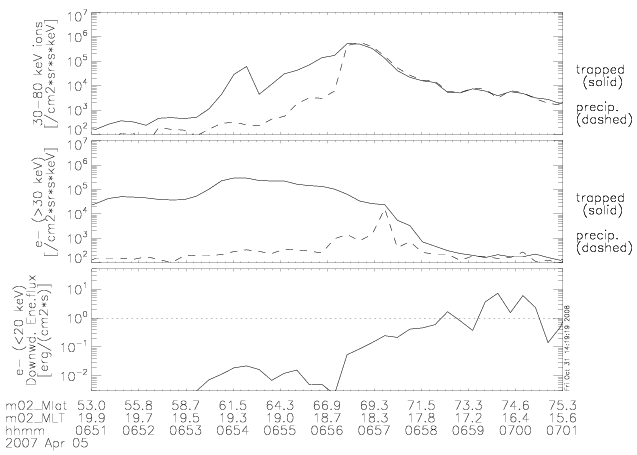 30-80 keV ions
[/cm2*sr*s*keV]
10^7
10^6
10^5
10^4
10^3
10^2
trapped
(solid)
precip.
(dashed)
e- (>30 keV)
[/cm2*sr*s*keV]
10^7
10^6
10^5
10^4
10^3
10^2
trapped
(solid)
precip.
(dashed)
e- (<20 keV)
Downwd. Ene.flux
[erg/(cm2*s)]
10^1
10^0
10^-1
10^-2
Fri Oct 31 14:19:19 2008
m02_Mlat 53.0 55.8 58.7 61.5 64.3 66.9 69.3 71.5 73.3 74.6 75.3
m02_MLT 19.9 19.7 19.5 19.3 19.0 18.7 18.3 17.8 17.2 16.4 15.6
hhmm 0651 0652 0653 0654 0655 0656 0657 0658 0659 0700 0701
2007 Apr 05